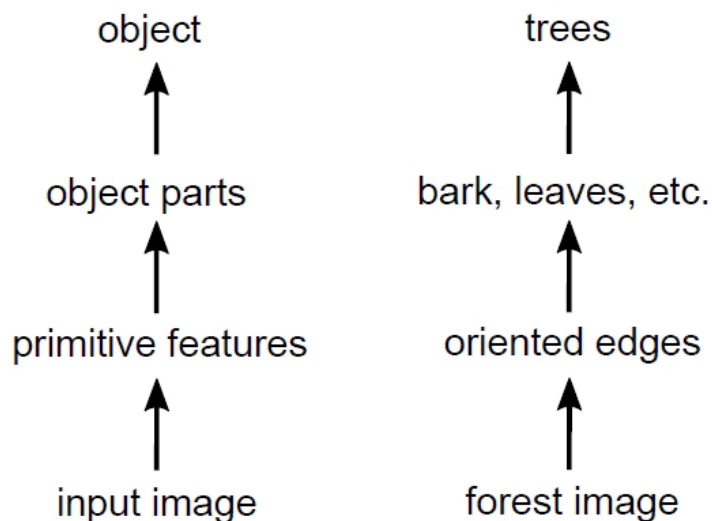 object
trees
object parts
bark, leaves, etc.
primitive features
oriented edges
input image
forest image